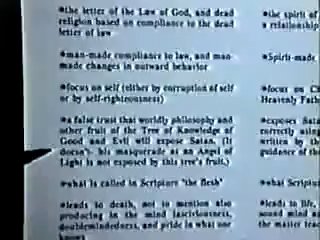 *the letter of the Law of God, and dead
religion based on compliance to the dead
letter of law
*the spirit of
a relationship
*man-made compliance to law, and man-
made changes in outward behavior
*Spirit-made
*focus on self (either by corruption of self
or by self-righteousness)
*focus on
Heavenly Fath
*a false trust that worldly philosophy and
other fruit of the Tree of Knowledge of
Good and Evil will expose Satan. (It
doesn't- his masquerade as an Angel of
Light is not exposed by this tree's fruit.)
*exposes Sata
correctly using
written by th
guidance of th
*what is called in Scripture "the flesh"
*what Scriptu
*leads to death, not to mention also
producing in the mind lasciviousness,
doublemindedness, and pride in what one
knows
*leads to life,
sound mind
the master teac